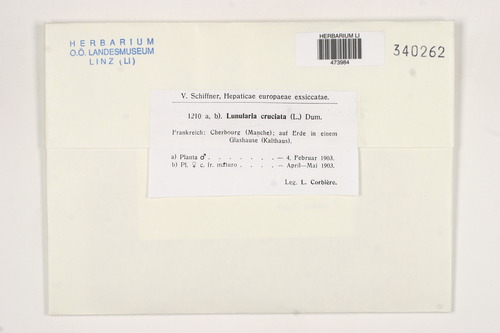 HERBARIUM
O.Ö. LANDESMUSEUM
LINZ (LI)
HERBARIUM LI
473984
340262
V. Schiffner, Hepaticae europaeae exsiccatae.
1210 a, b). Lunularia cruciata (L.) Dum.
Frankreich: Cherbourg (Manche); auf Erde in einem
Glashause (Kalthaus).
a) Planta ♂ . . . . . . . — 4. Februar 1903.
b) Pl. ♀ c. fr. maturo . . . . — April—Mai 1903.
Leg. L. Corbière.